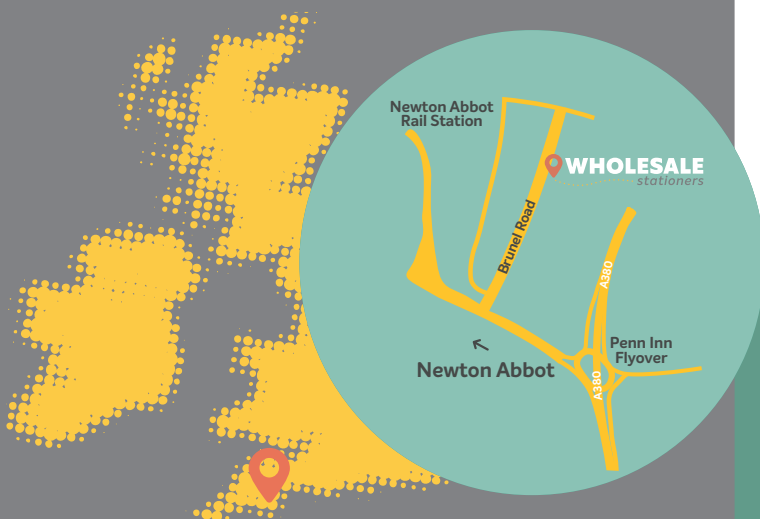 Newton Abbot
Rail Station
WHOLESALE
stationers
Brunel Road
A380
Penn Inn
Flyover
Newton Abbot
A380